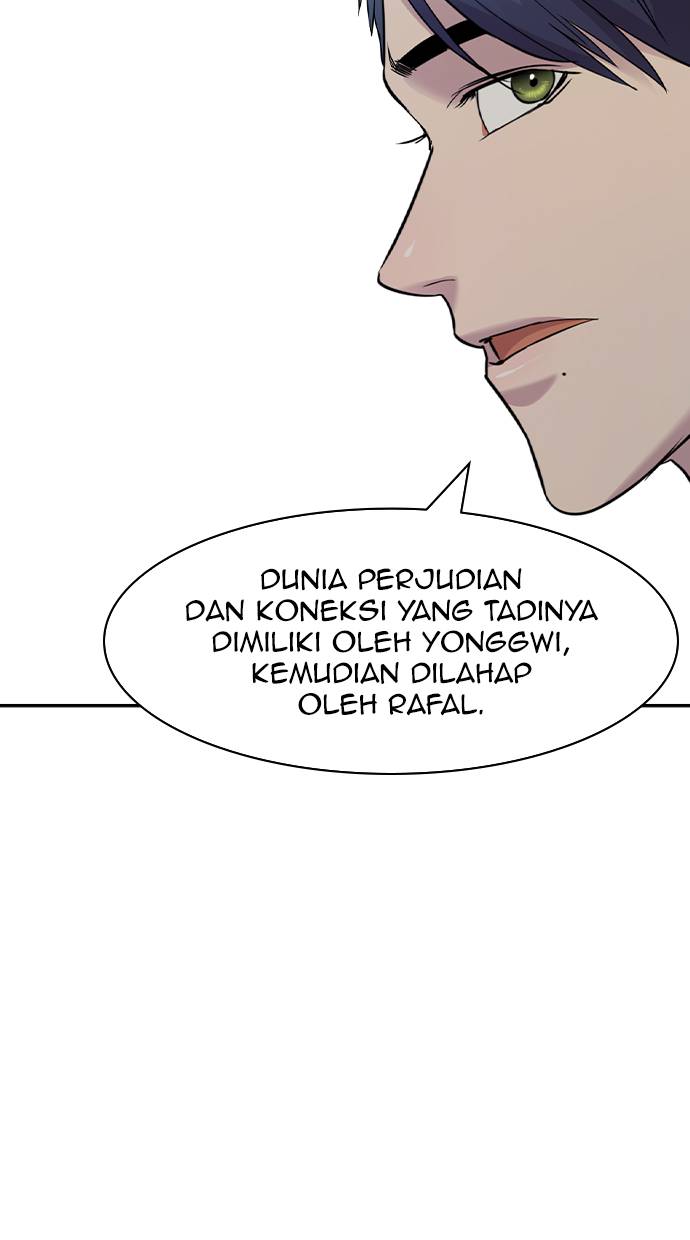 DUNIA PERJUDIAN
DAN KONEKSI YANG TADINYA
DIMILIKI OLEH YONGGWI,
KEMUDIAN DILAHAP
OLEH RAFAL.